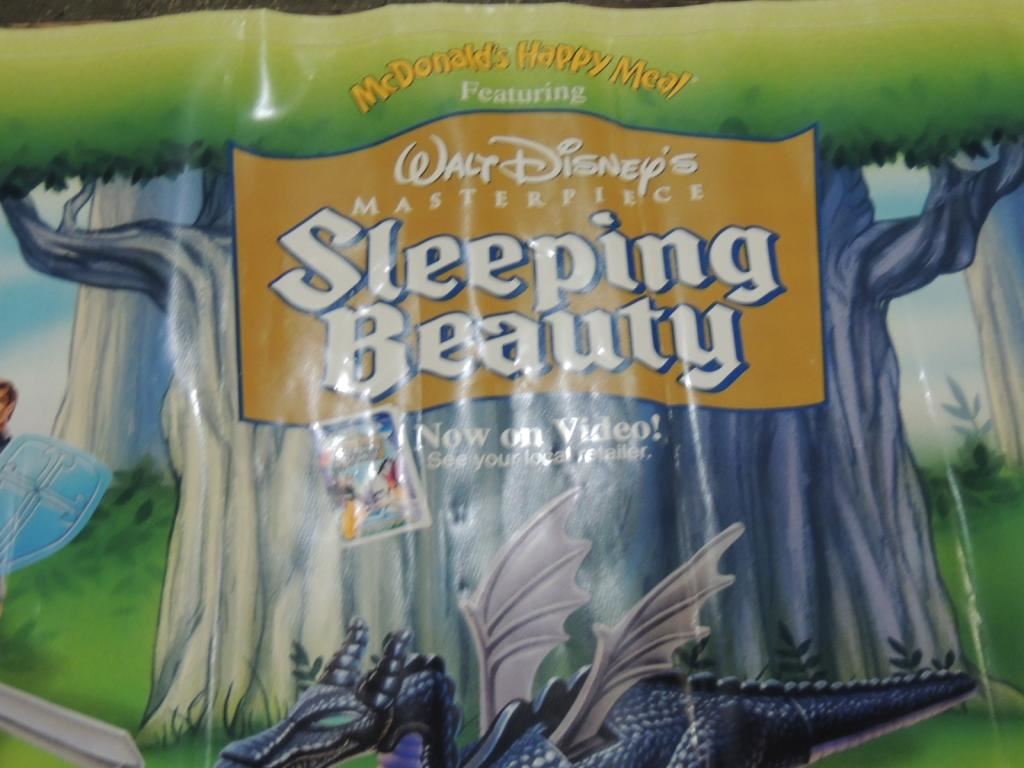 McDonald's Happy Meal
Featuring
Walt Disney's
MASTERPIECE
Sleeping
Beauty
Now on Video!
See your local retailer.